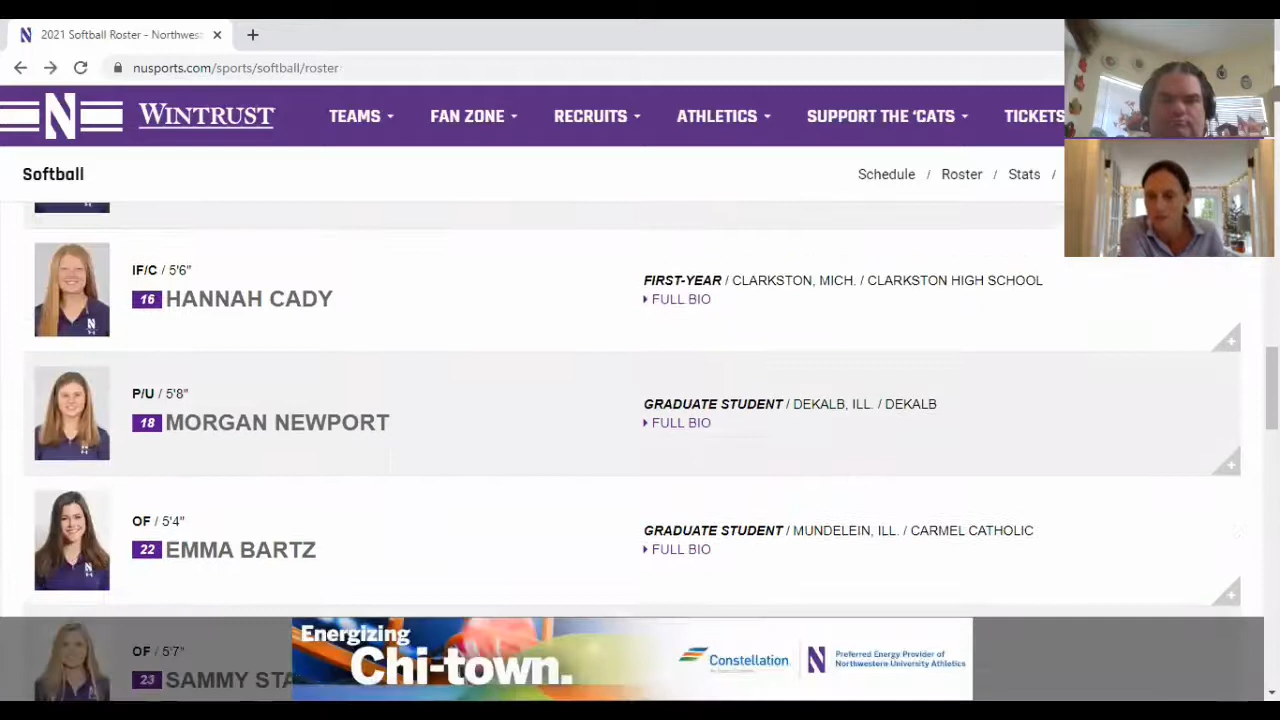 2021 Softball Roster - Northwes
nusports.com/sports/softball/roster
N WINTRUST TEAMS FAN ZONE RECRUITS ATHLETICS SUPPORT THE ‘CATS TICKETS
Softball Schedule / Roster / Stats /
IF/C / 5'6"
16 HANNAH CADY
FIRST-YEAR / CLARKSTON, MICH. / CLARKSTON HIGH SCHOOL
FULL BIO
P/U / 5'8"
18 MORGAN NEWPORT
GRADUATE STUDENT / DEKALB, ILL. / DEKALB
FULL BIO
OF / 5'4"
22 EMMA BARTZ
GRADUATE STUDENT / MUNDELEIN, ILL. / CARMEL CATHOLIC
FULL BIO
OF / 5'7"
23 SAMMY STA
Energizing
Chi-town.
Constellation
N Preferred Energy Provider of
Northwestern University Athletics